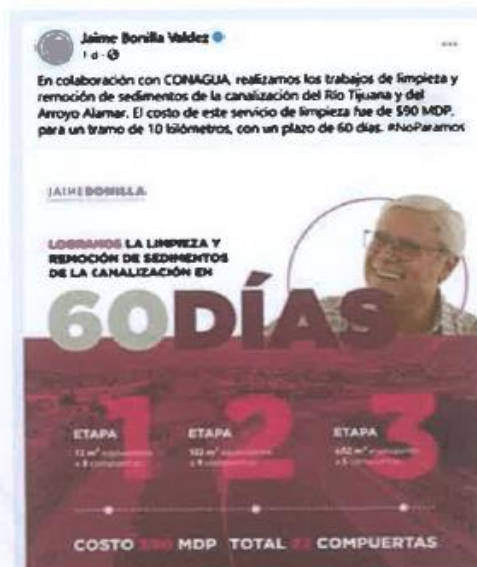 Jaime Bonilla Valdez
1 d ·
En colaboración con CONAGUA, realizamos los trabajos de limpieza y
remoción de sedimentos de la canalización del Río Tijuana y del
Arroyo Alamar. El costo de este servicio de limpieza fue de $90 MDP,
para un tramo de 10 kilómetros, con un plazo de 60 días. #NoParamos
JAIMEBONILLA
LOGRAMOS LA LIMPIEZA Y
REMOCIÓN DE SEDIMENTOS
DE LA CANALIZACIÓN EN
60 DÍAS
1 2 3
ETAPA ETAPA ETAPA
COSTO $90 MDP TOTAL COMPUERTAS